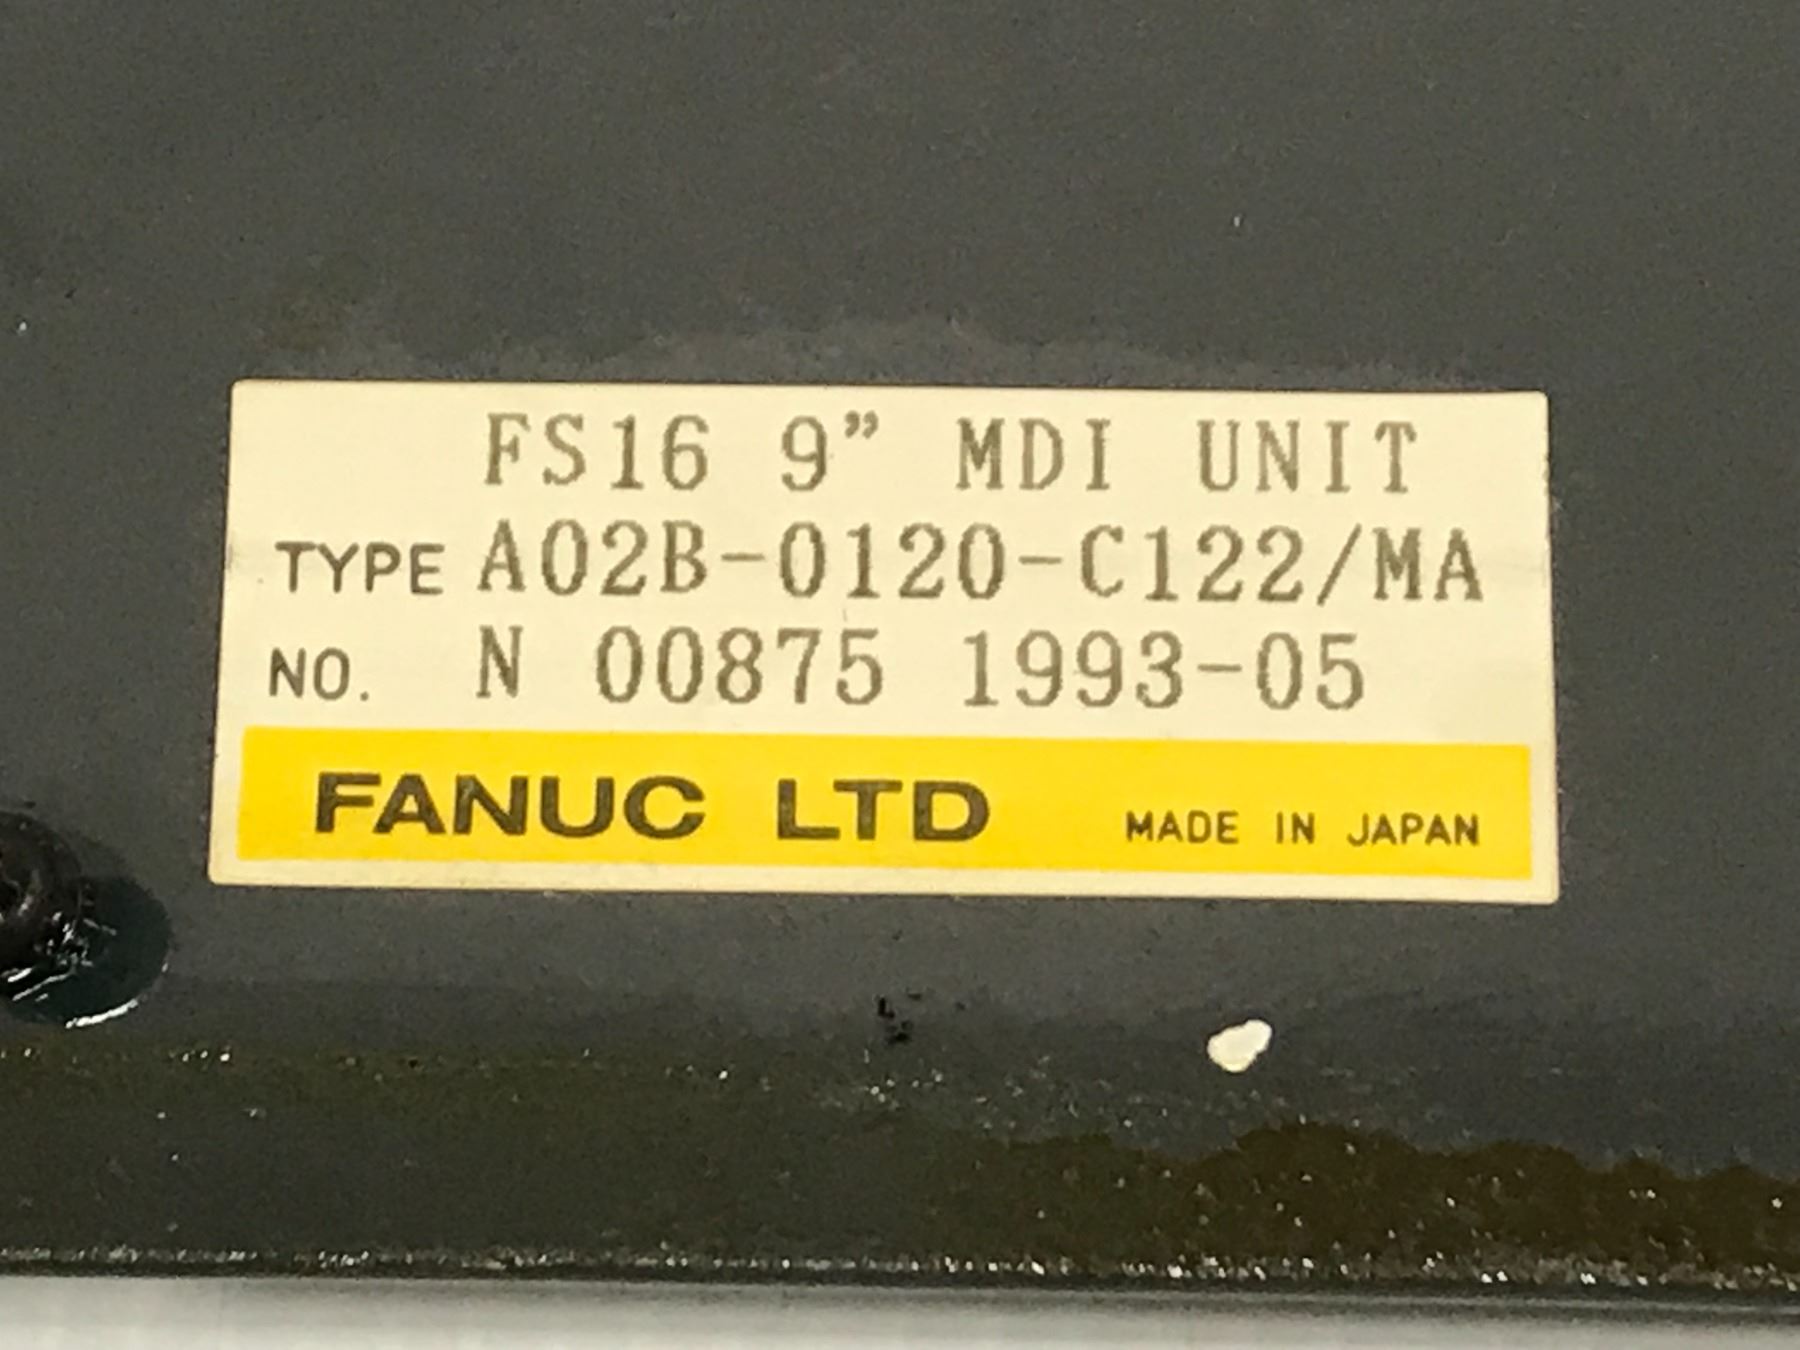 FS16 9" MDI UNIT
TYPE A02B-0120-C122/MA
NO. N 00875 1993-05
FANUC LTD MADE IN JAPAN